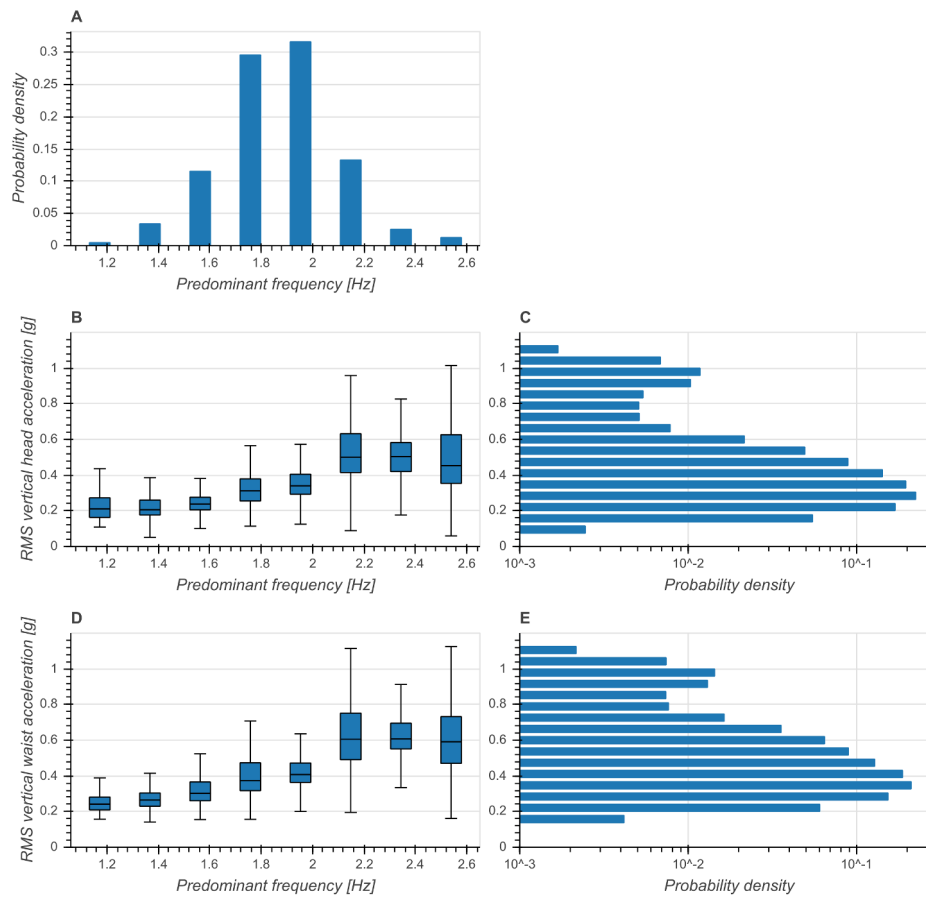 A
Probability density
0.3
0.25
0.2
0.15
0.1
0.05
0
1.2 1.4 1.6 1.8 2 2.2 2.4 2.6
Predominant frequency [Hz]
B
RMS vertical head acceleration [g]
1
0.8
0.6
0.4
0.2
0
1.2 1.4 1.6 1.8 2 2.2 2.4 2.6
Predominant frequency [Hz]
C
1
0.8
0.6
0.4
0.2
0
10^-3 10^-2 10^-1
Probability density
D
RMS vertical waist acceleration [g]
1
0.8
0.6
0.4
0.2
0
1.2 1.4 1.6 1.8 2 2.2 2.4 2.6
Predominant frequency [Hz]
E
1
0.8
0.6
0.4
0.2
0
10^-3 10^-2 10^-1
Probability density